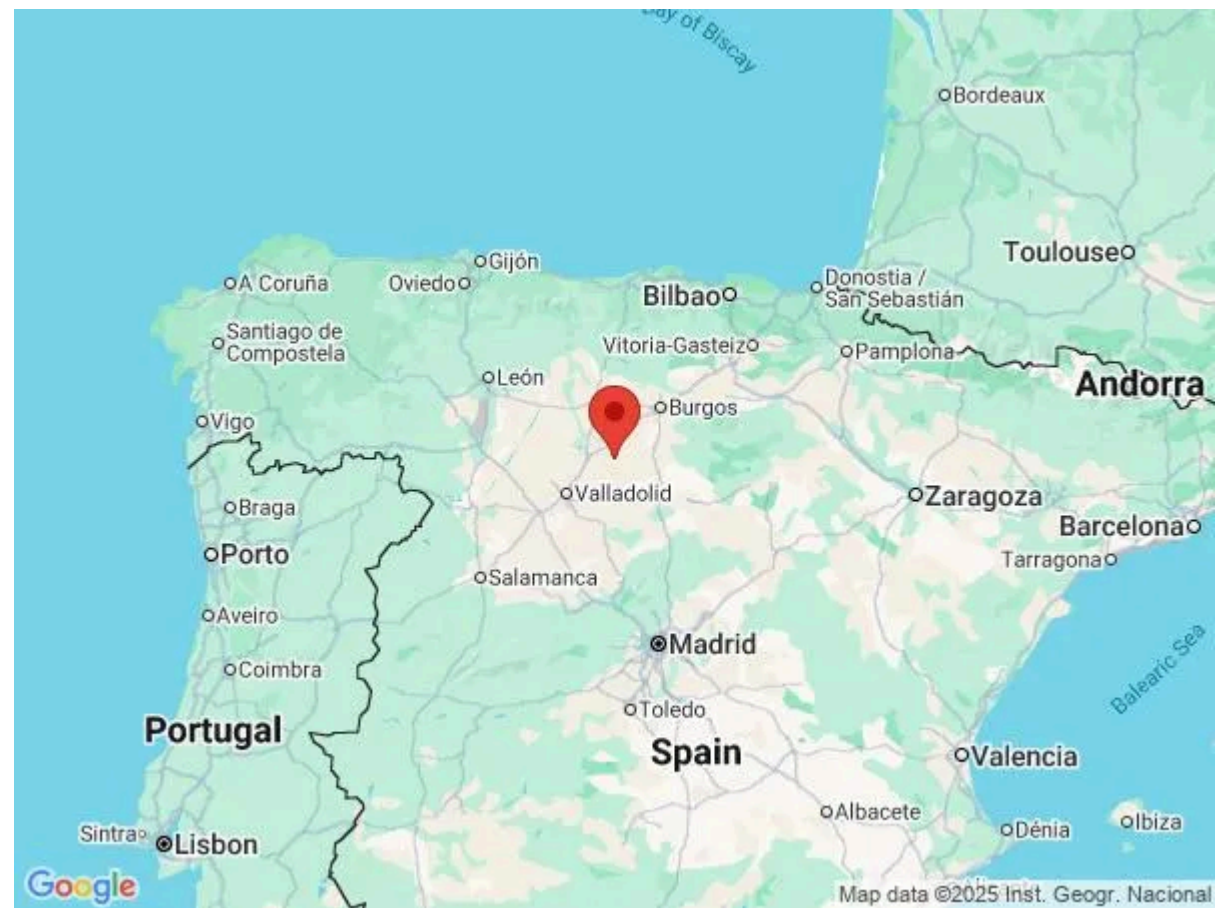 Bay of Biscay
Bordeaux
Toulouse
Gijón
A Coruña
Oviedo
Bilbao
Donostia /
San Sebastián
Santiago de
Compostela
Vitoria-Gasteiz
Pamplona
León
Andorra
Burgos
Vigo
Valladolid
Zaragoza
Braga
Barcelona
Porto
Tarragona
Salamanca
Aveiro
Madrid
Coimbra
Balearic Sea
Toledo
Portugal
Spain
Valencia
Albacete
Ibiza
Dénia
Sintra
Lisbon
Google
Map data ©2025 Inst. Geogr. Nacional